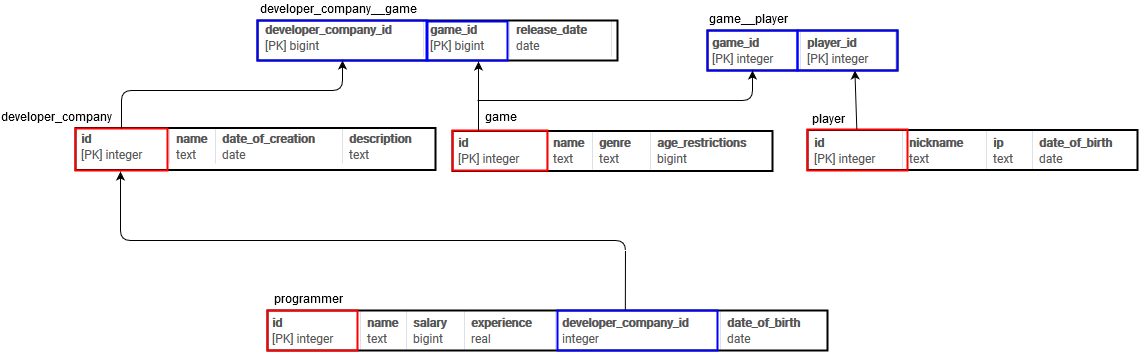 developer_company__game
developer_company_id game_id release_date
[PK] bigint [PK] bigint date
game__player
game_id player_id
[PK] integer [PK] integer
developer_company
id name date_of_creation description
[PK] integer text date text
game
id name genre age_restrictions
[PK] integer text text bigint
player
id nickname ip date_of_birth
[PK] integer text text date
programmer
id name salary experience developer_company_id date_of_birth
[PK] integer text bigint real integer date